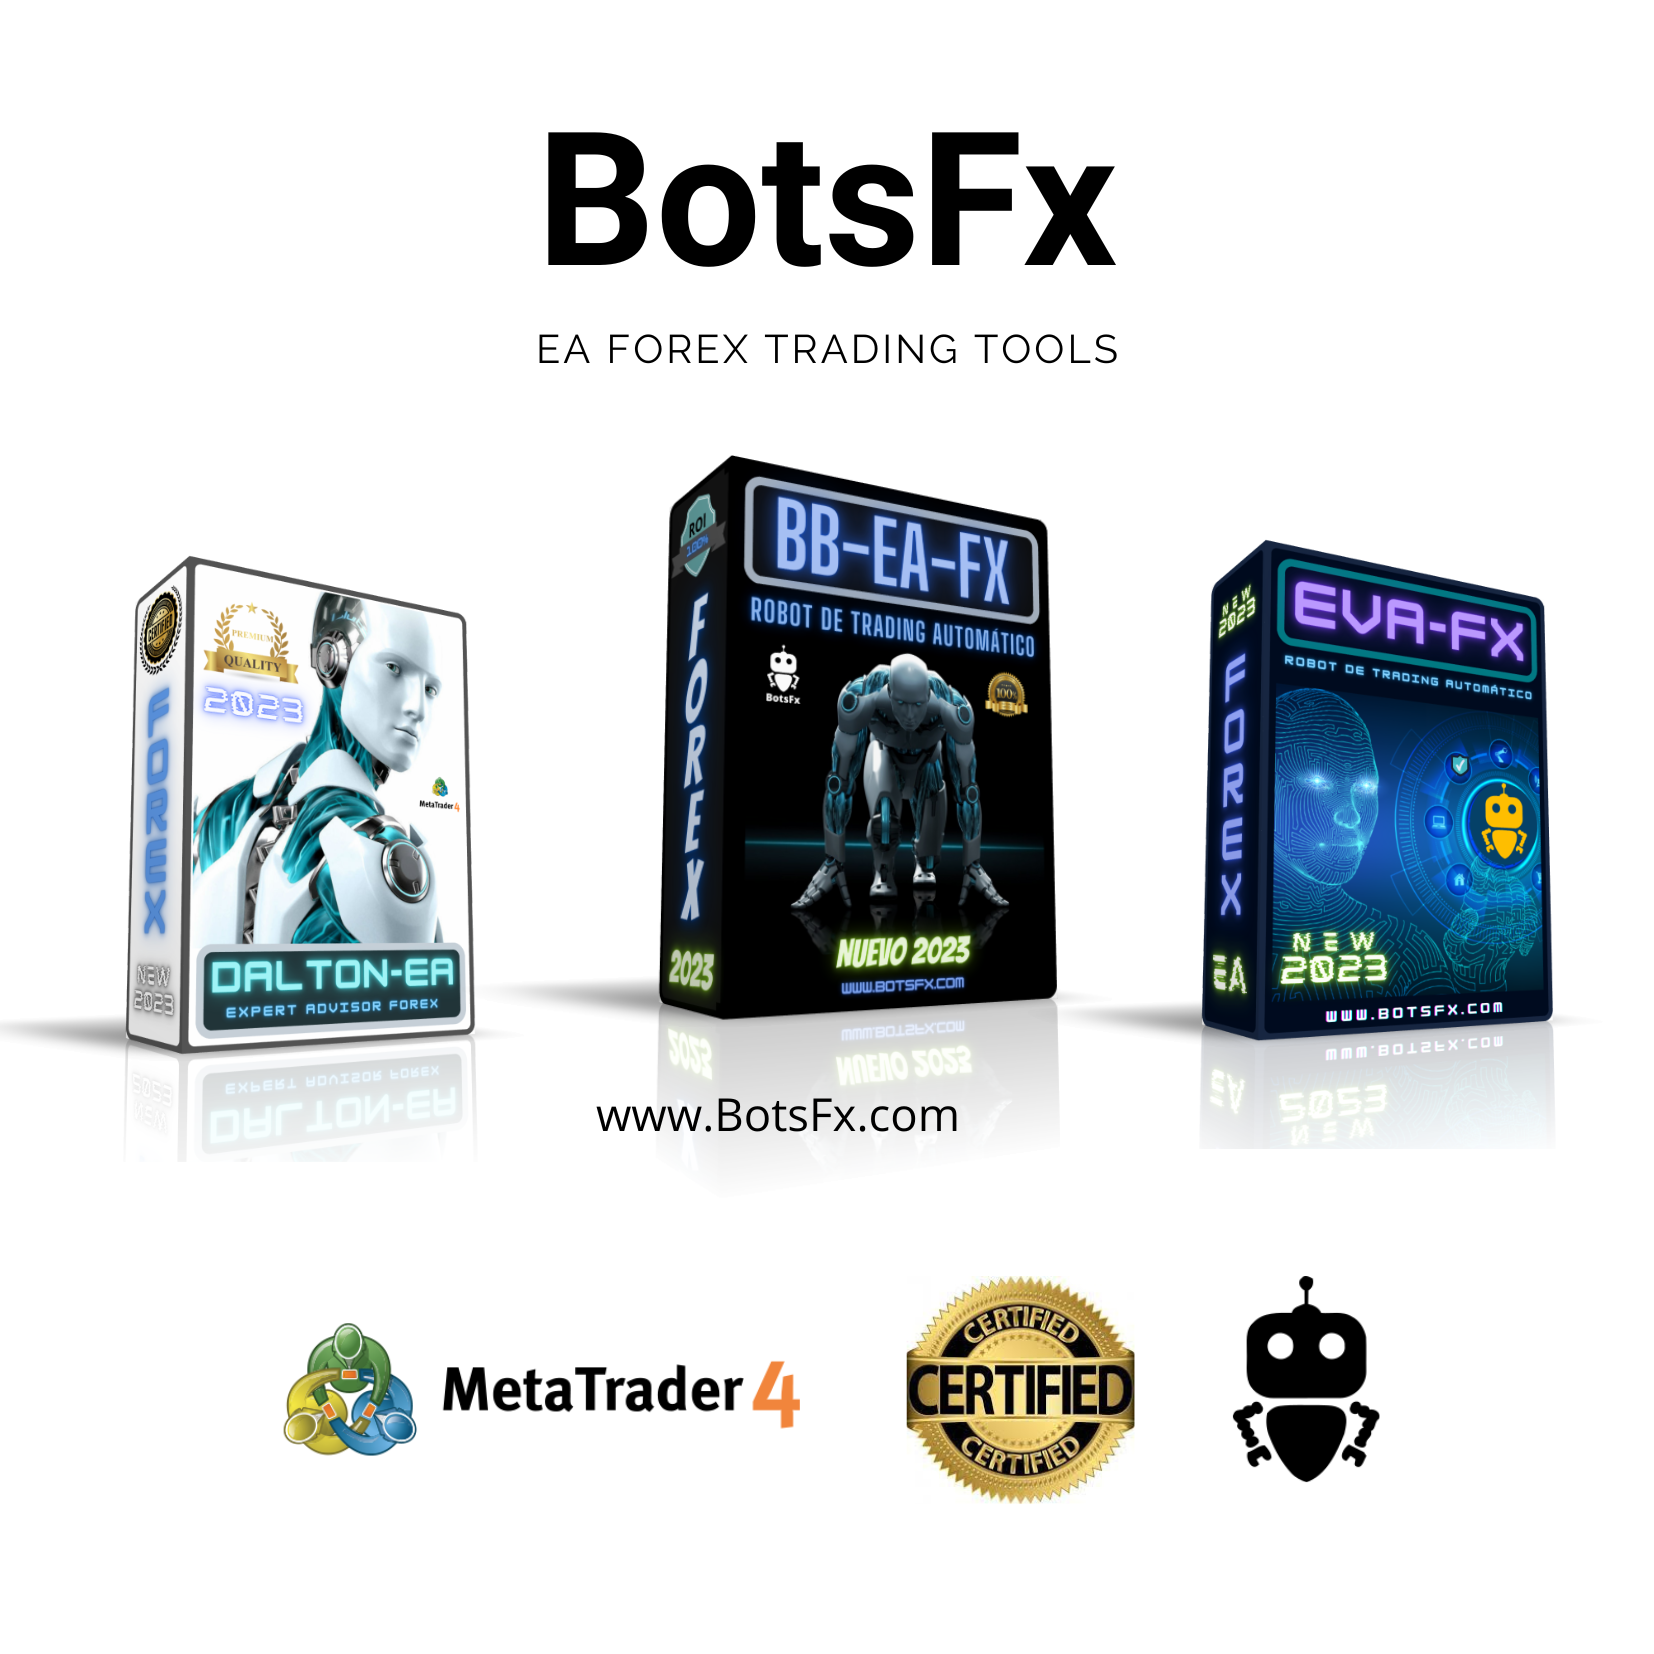 BotsFx
EA FOREX TRADING TOOLS
CERTIFIED
FOREX
NEW
2023
PREMIUM
QUALITY
2023
MetaTrader 4
DALTON-EA
EXPERT ADVISOR FOREX
ROI
100%
FOREX
2023
BB-EA-FX
ROBOT DE TRADING AUTOMÁTICO
BotsFx
100%
NUEVO 2023
WWW.BOTSFX.COM
NEW
2023
FOREX
EA
EVA-FX
ROBOT DE TRADING AUTOMÁTICO
NEW
2023
WWW.BOTSFX.COM
www.BotsFx.com
MetaTrader 4
CERTIFIED
CERTIFIED
CERTIFIED